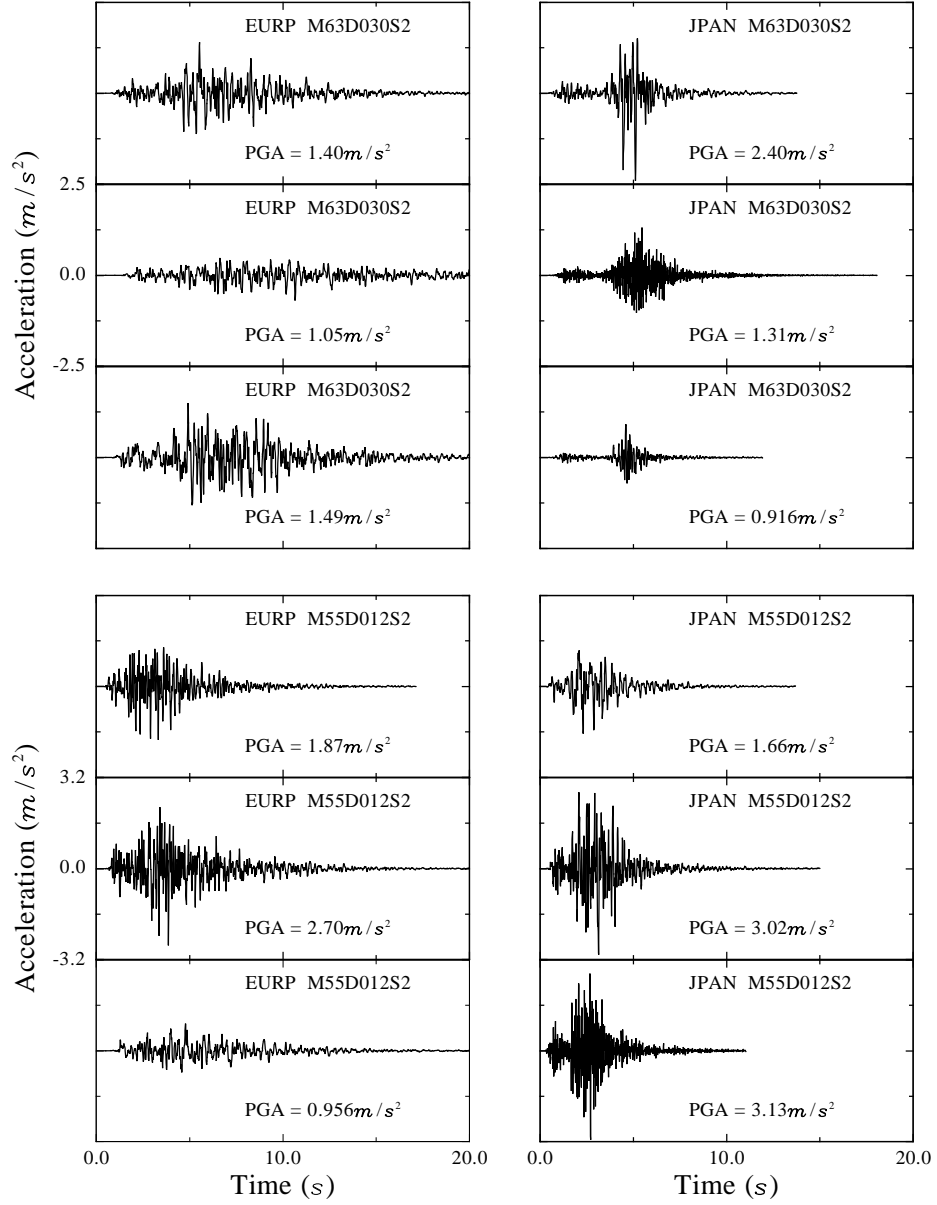 EURP M63D030S2
PGA = 1.40m/s²
JPAN M63D030S2
PGA = 2.40m/s²
Acceleration (m/s²)
2.5
0.0
-2.5
EURP M63D030S2
PGA = 1.05m/s²
JPAN M63D030S2
PGA = 1.31m/s²
EURP M63D030S2
PGA = 1.49m/s²
JPAN M63D030S2
PGA = 0.916m/s²
EURP M55D012S2
PGA = 1.87m/s²
JPAN M55D012S2
PGA = 1.66m/s²
Acceleration (m/s²)
3.2
0.0
-3.2
EURP M55D012S2
PGA = 2.70m/s²
JPAN M55D012S2
PGA = 3.02m/s²
EURP M55D012S2
PGA = 0.956m/s²
JPAN M55D012S2
PGA = 3.13m/s²
0.0 10.0 20.0
Time (s)
0.0 10.0 20.0
Time (s)